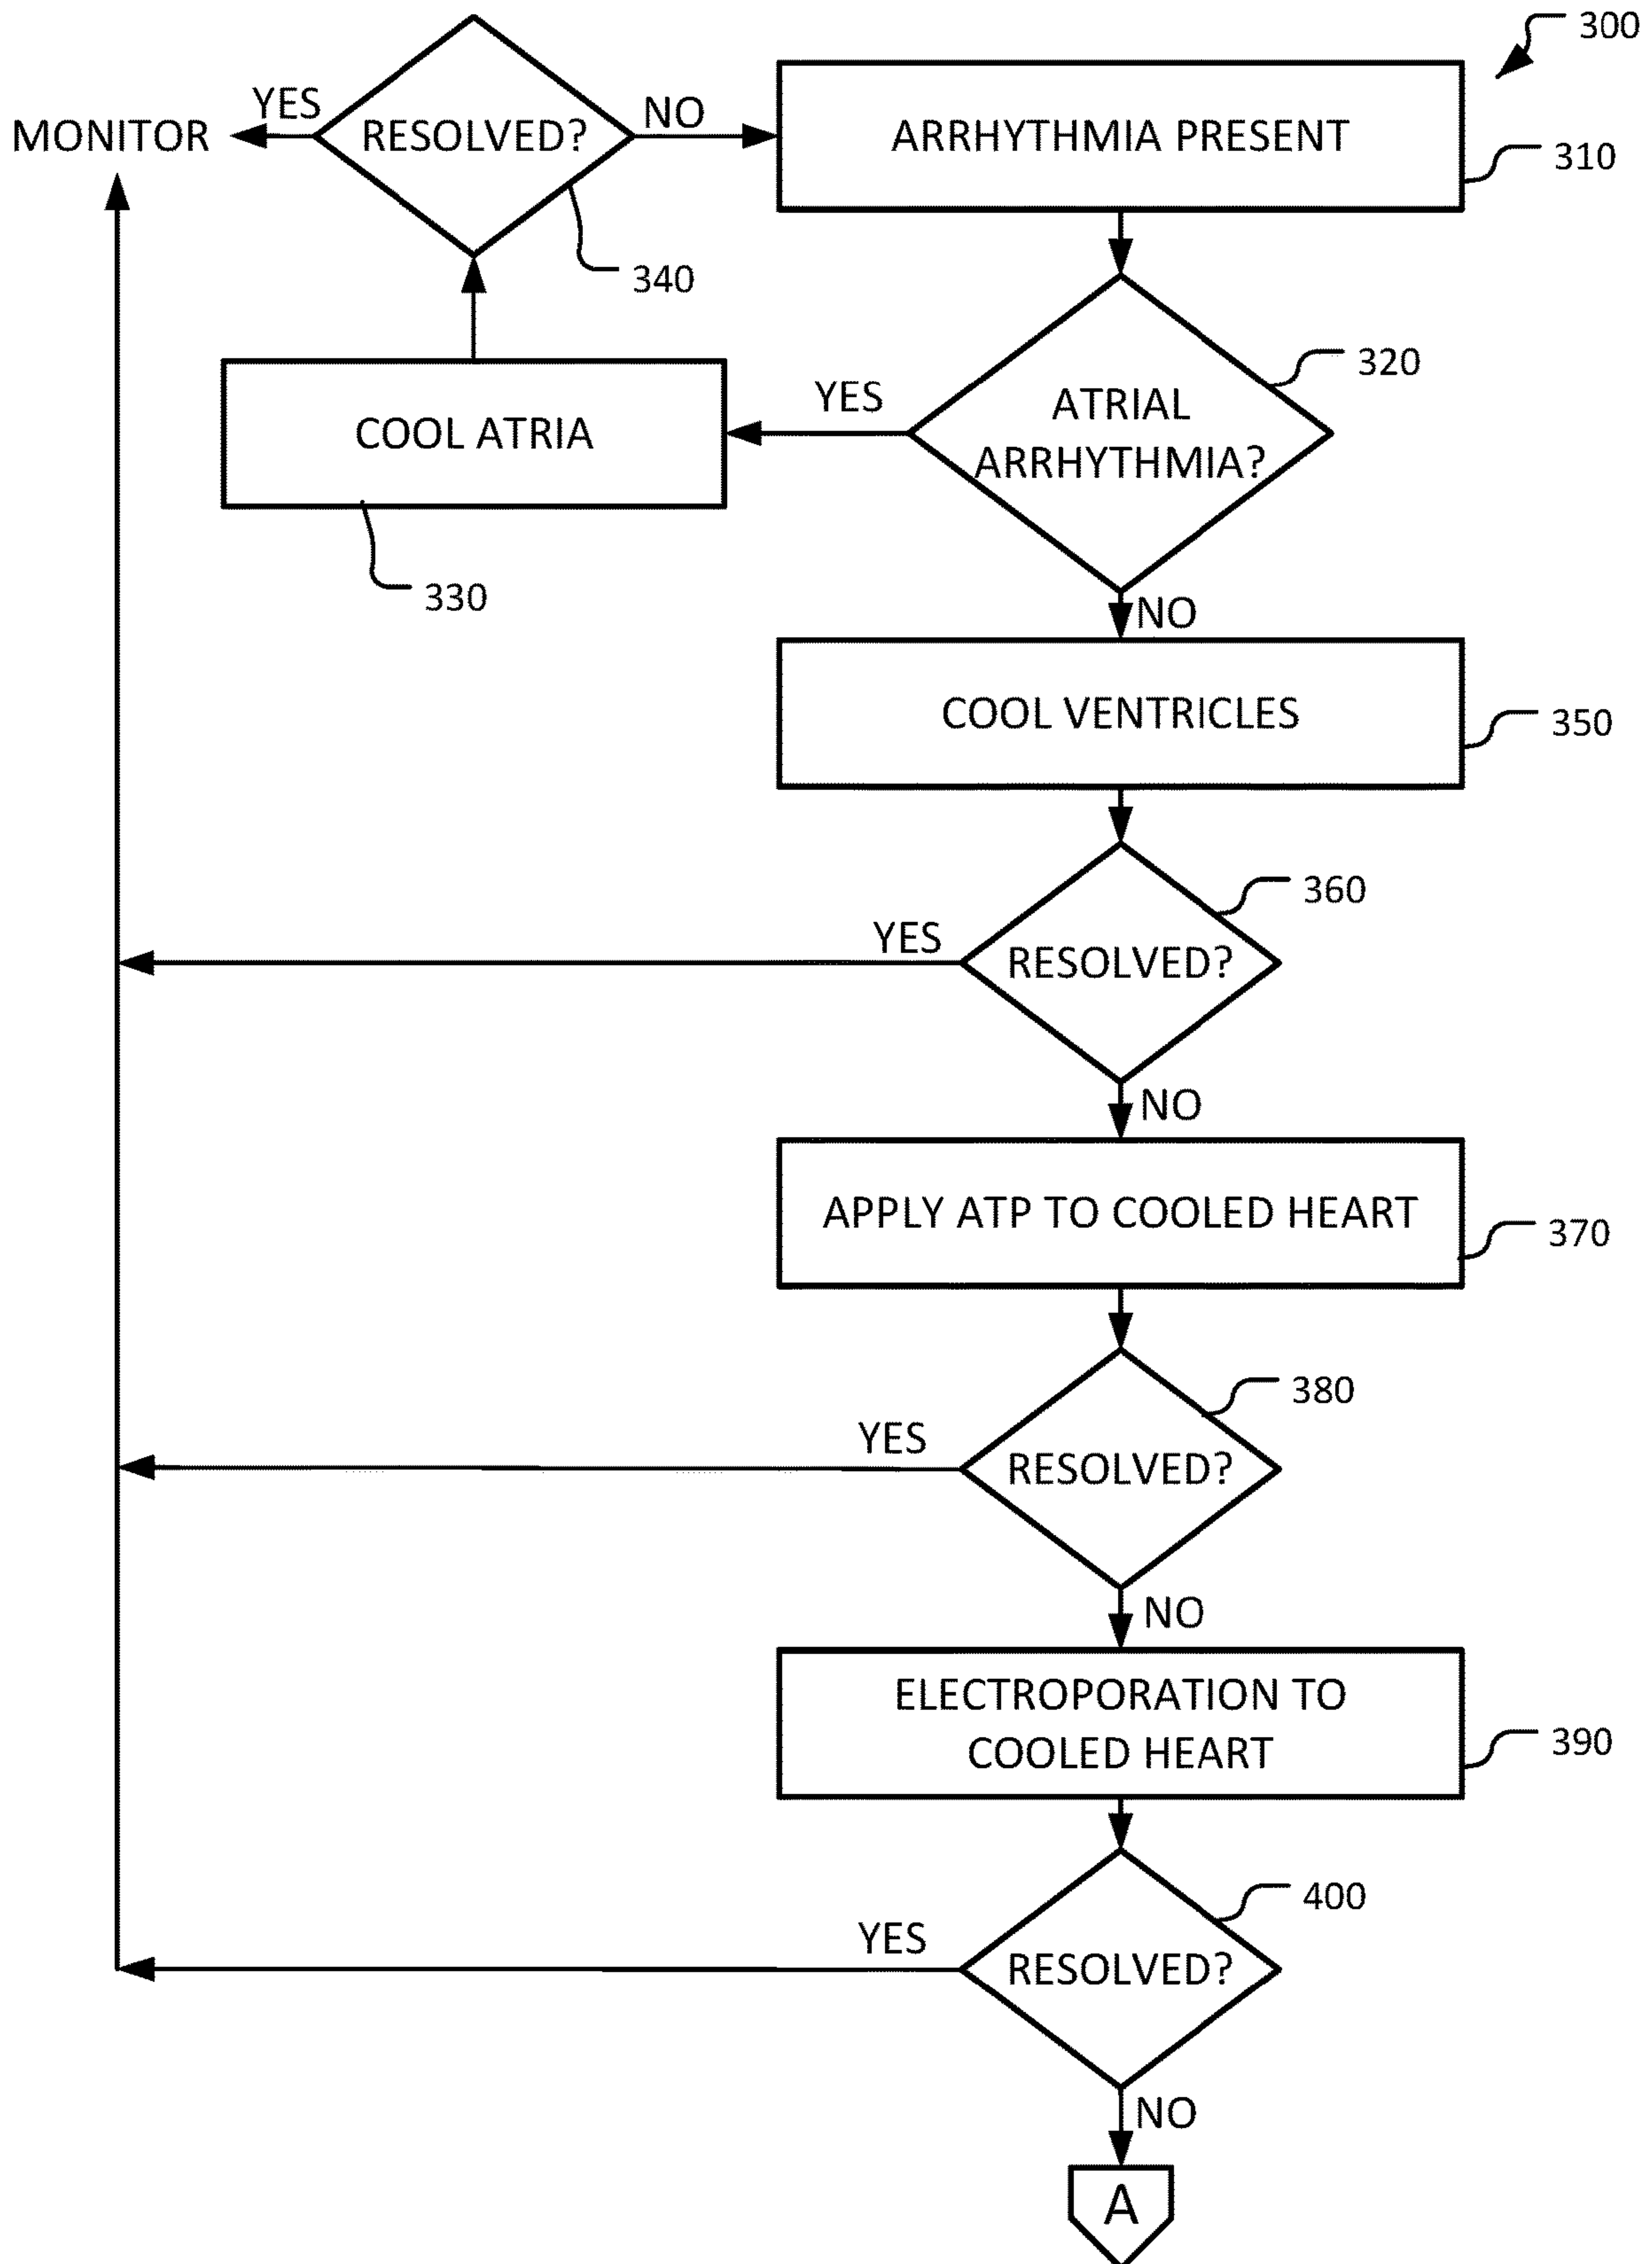 300
YES
RESOLVED?
NO
MONITOR
ARRHYTHMIA PRESENT
310
340
320
YES
ATRIAL
ARRHYTHMIA?
COOL ATRIA
330
NO
COOL VENTRICLES
350
360
YES
RESOLVED?
NO
APPLY ATP TO COOLED HEART
370
380
YES
RESOLVED?
NO
ELECTROPORATION TO
COOLED HEART
390
400
YES
RESOLVED?
NO
A